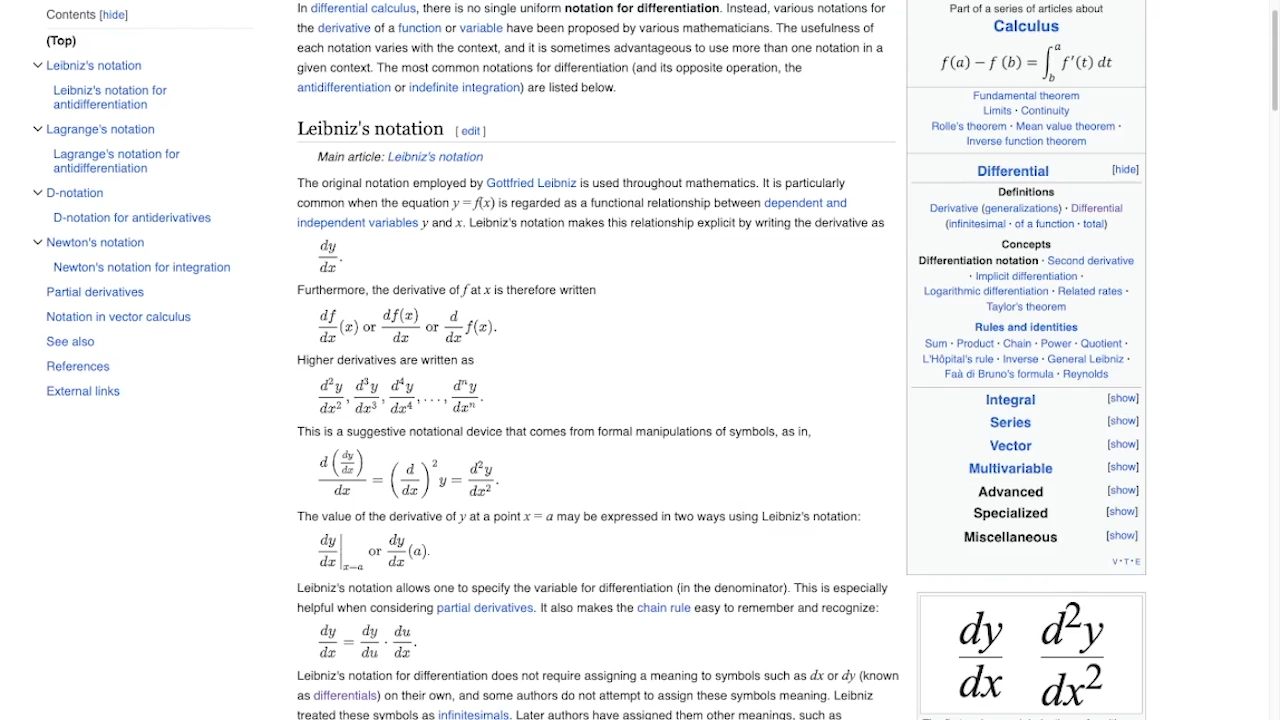 Contents [hide]
(Top)
Leibniz's notation
Leibniz's notation for
antidifferentiation
Lagrange's notation
Lagrange's notation for
antidifferentiation
D-notation
D-notation for antiderivatives
Newton's notation
Newton's notation for integration
Partial derivatives
Notation in vector calculus
See also
References
External links
In differential calculus, there is no single uniform notation for differentiation. Instead, various notations for
the derivative of a function or variable have been proposed by various mathematicians. The usefulness of
each notation varies with the context, and it is sometimes advantageous to use more than one notation in a
given context. The most common notations for differentiation (and its opposite operation, the
antidifferentiation or indefinite integration) are listed below.
Leibniz's notation [ edit ]
Main article: Leibniz's notation
The original notation employed by Gottfried Leibniz is used throughout mathematics. It is particularly
common when the equation y = f(x) is regarded as a functional relationship between dependent and
independent variables y and x. Leibniz's notation makes this relationship explicit by writing the derivative as
dy/dx.
Furthermore, the derivative of f at x is therefore written
df/dx (x) or df(x)/dx or d/dx f(x).
Higher derivatives are written as
d²y/dx², d³y/dx³, d⁴y/dx⁴, . . . , dⁿy/dxⁿ.
This is a suggestive notational device that comes from formal manipulations of symbols, as in,
d(dy/dx)/dx = (d/dx)² y = d²y/dx².
The value of the derivative of y at a point x = a may be expressed in two ways using Leibniz's notation:
dy/dx|x=a or dy/dx (a).
Leibniz's notation allows one to specify the variable for differentiation (in the denominator). This is especially
helpful when considering partial derivatives. It also makes the chain rule easy to remember and recognize:
dy/dx = dy/du · du/dx.
Leibniz's notation for differentiation does not require assigning a meaning to symbols such as dx or dy (known
as differentials) on their own, and some authors do not attempt to assign these symbols meaning. Leibniz
treated these symbols as infinitesimals. Later authors have assigned them other meanings, such as
Part of a series of articles about
Calculus
f(a) − f (b) = ∫_b^a f′(t) dt
Fundamental theorem
Limits · Continuity
Rolle's theorem · Mean value theorem ·
Inverse function theorem
Differential [hide]
Definitions
Derivative (generalizations) · Differential
(infinitesimal · of a function · total)
Concepts
Differentiation notation · Second derivative
· Implicit differentiation ·
Logarithmic differentiation · Related rates ·
Taylor's theorem
Rules and identities
Sum · Product · Chain · Power · Quotient ·
L'Hôpital's rule · Inverse · General Leibniz ·
Faà di Bruno's formula · Reynolds
Integral [show]
Series [show]
Vector [show]
Multivariable [show]
Advanced [show]
Specialized [show]
Miscellaneous [show]
V · T · E
dy/dx d²y/dx²